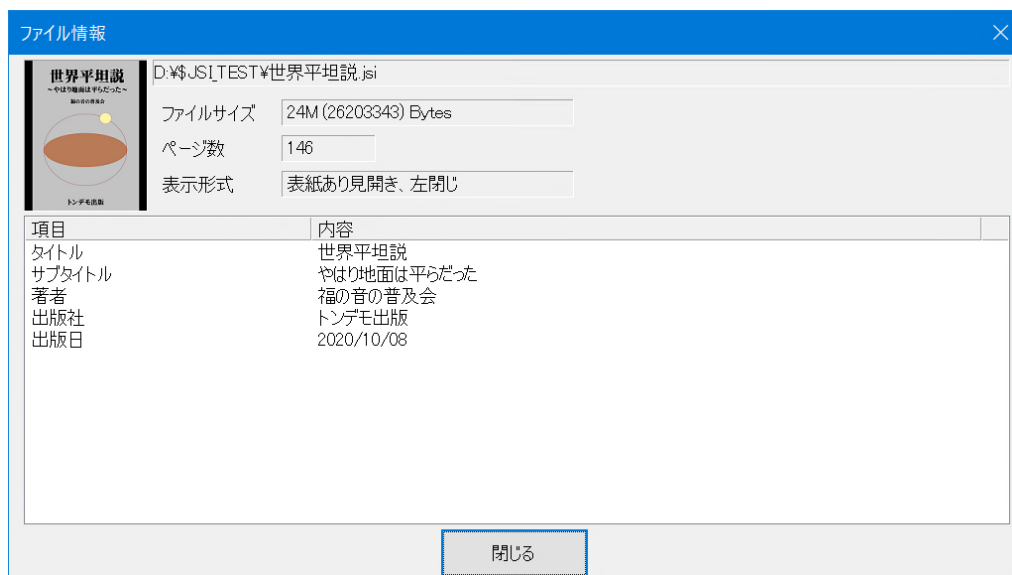 ファイル情報
世界平坦説
~やはり地面は平らだった~
福の音の普及会
トンデモ出版
D:¥$JSI_TEST¥世界平坦説.jsi
ファイルサイズ 24M (26203343) Bytes
ページ数 146
表示形式 表紙あり見開き、左閉じ
項目 内容
タイトル 世界平坦説
サブタイトル やはり地面は平らだった
著者 福の音の普及会
出版社 トンデモ出版
出版日 2020/10/08
閉じる